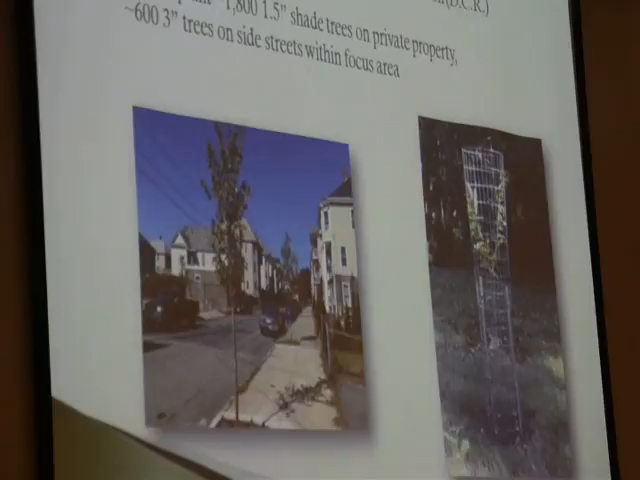 1,800 1.5" shade trees on private property,
~600 3" trees on side streets within focus area